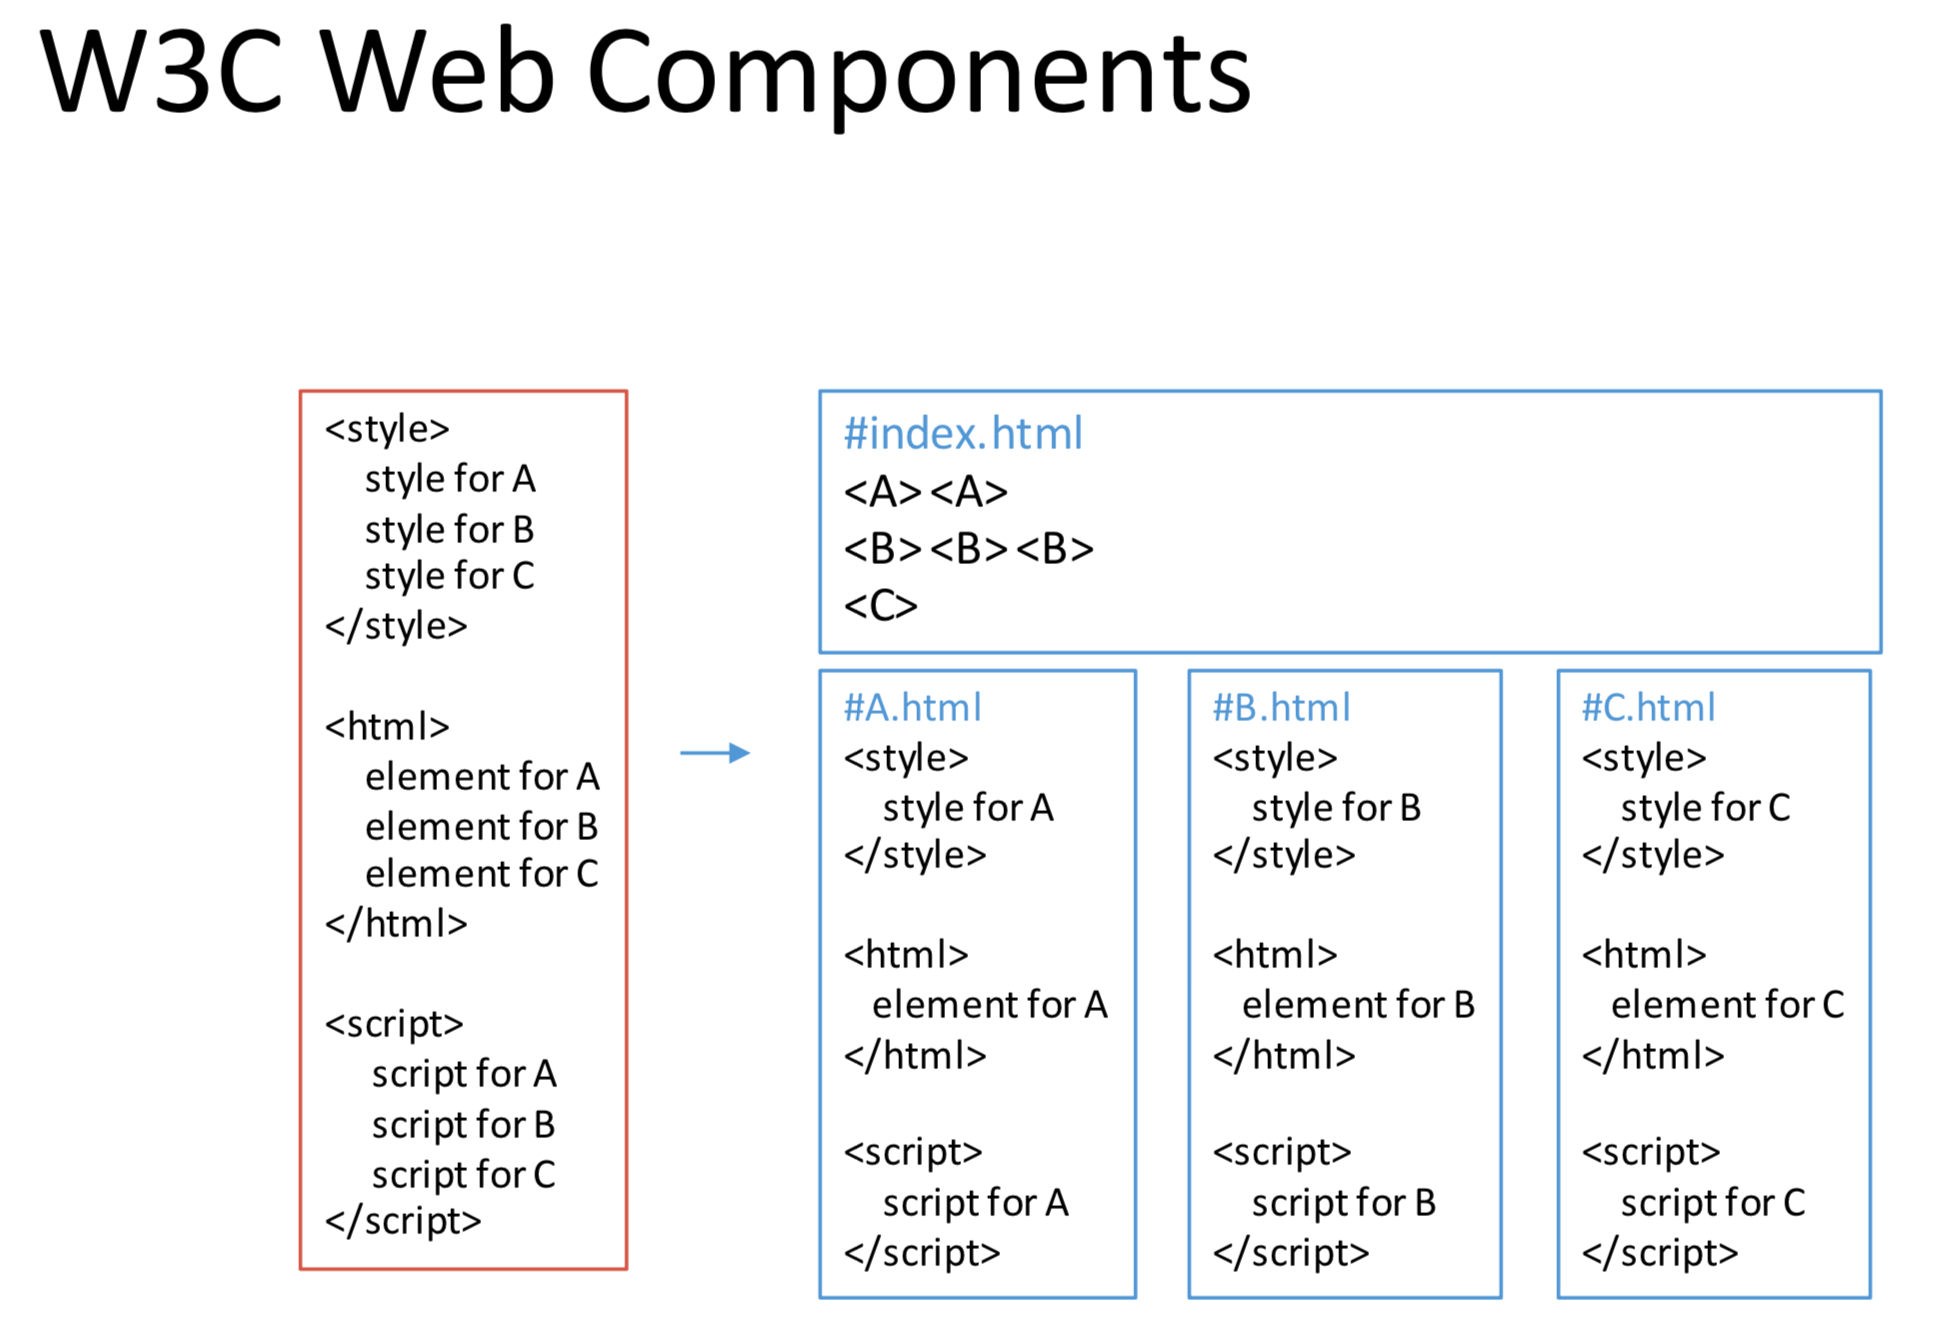 W3C Web Components
<style>
style for A
style for B
style for C
</style>
<html>
element for A
element for B
element for C
</html>
<script>
script for A
script for B
script for C
</script>
#index.html
<A><A>
<B><B><B>
<C>
#A.html
<style>
style for A
</style>
<html>
element for A
</html>
<script>
script for A
</script>
#B.html
<style>
style for B
</style>
<html>
element for B
</html>
<script>
script for B
</script>
#C.html
<style>
style for C
</style>
<html>
element for C
</html>
<script>
script for C
</script>